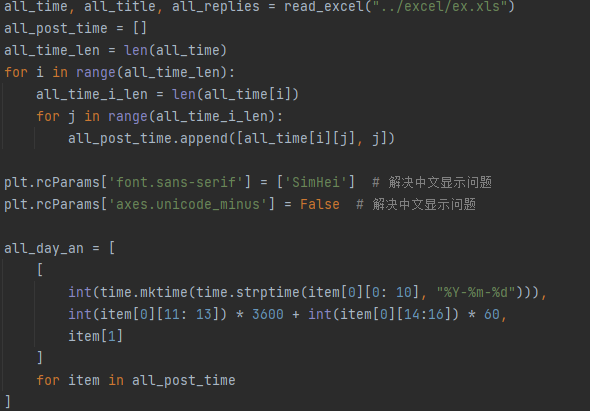 all_time, all_title, all_replies = read_excel("../excel/ex.xls")
all_post_time = []
all_time_len = len(all_time)
for i in range(all_time_len):
    all_time_i_len = len(all_time[i])
    for j in range(all_time_i_len):
        all_post_time.append([all_time[i][j], j])

plt.rcParams['font.sans-serif'] = ['SimHei']  # 解决中文显示问题
plt.rcParams['axes.unicode_minus'] = False  # 解决中文显示问题

all_day_an = [
    [
        int(time.mktime(time.strptime(item[0][0: 10], "%Y-%m-%d"))),
        int(item[0][11: 13]) * 3600 + int(item[0][14:16]) * 60,
        item[1]
    ]
    for item in all_post_time
]